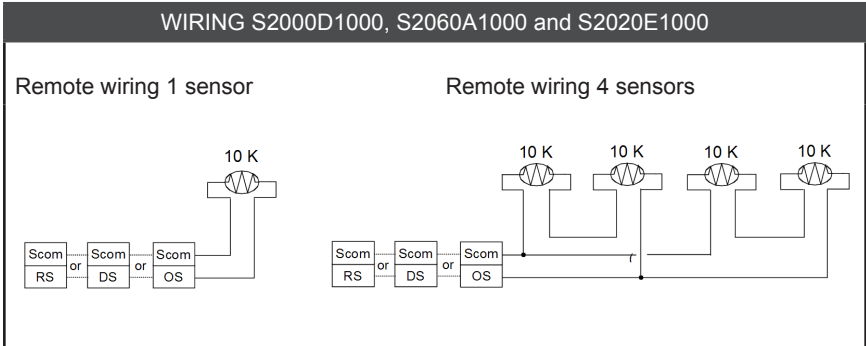 WIRING S2000D1000, S2060A1000 and S2020E1000
Remote wiring 1 sensor
Remote wiring 4 sensors
10 K
Scom or Scom or Scom
RS DS OS
10 K 10 K 10 K 10 K
Scom or Scom or Scom
RS DS OS